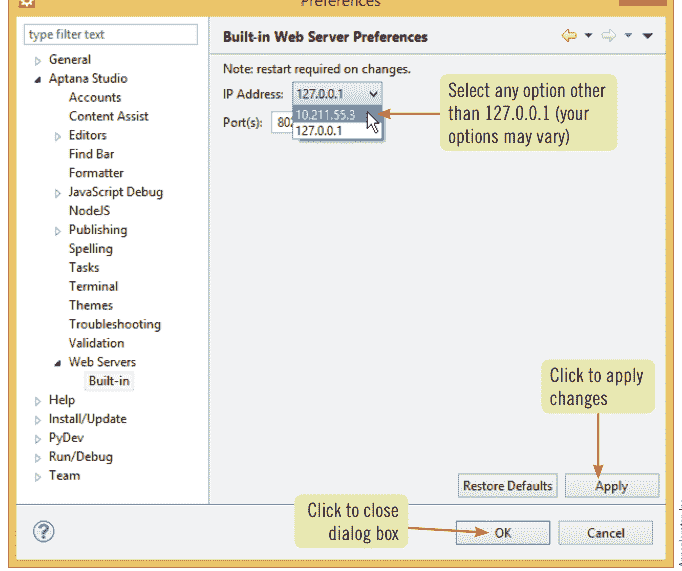 Preferences
type filter text
Built-in Web Server Preferences
General
Aptana Studio
Accounts
Content Assist
Editors
Find Bar
Formatter
JavaScript Debug
NodeJS
Publishing
Spelling
Tasks
Terminal
Themes
Troubleshooting
Validation
Web Servers
Built-in
Help
Install/Update
PyDev
Run/Debug
Team
Note: restart required on changes.
IP Address: 127.0.0.1
10.211.55.3
127.0.0.1
Port(s): 802
Select any option other
than 127.0.0.1 (your
options may vary)
Click to apply
changes
Restore Defaults
Apply
Click to close
dialog box
OK
Cancel